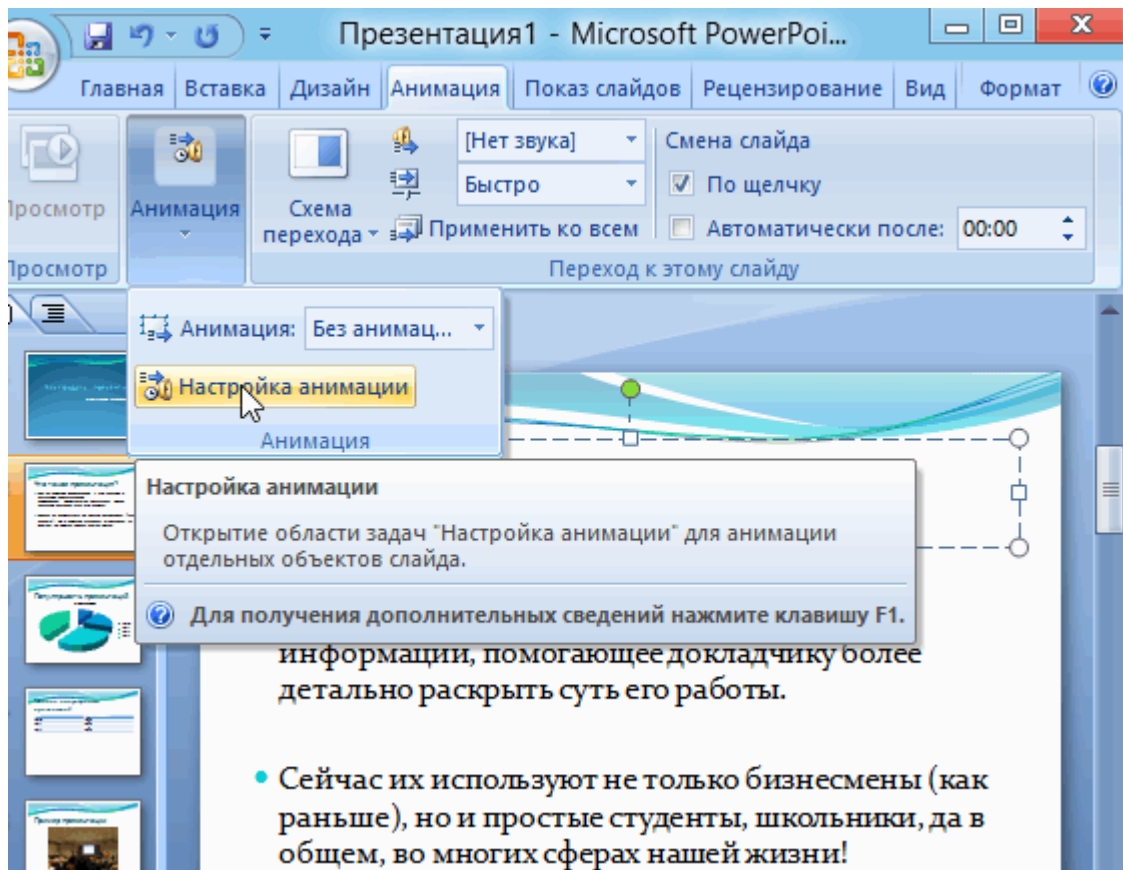 Презентация1 - Microsoft PowerPoi...
Главная Вставка Дизайн Анимация Показ слайдов Рецензирование Вид Формат
[Нет звука] Смена слайда
Быстро По щелчку
Просмотр Анимация Схема перехода Применить ко всем Автоматически после: 00:00
Просмотр Переход к этому слайду
Анимация: Без анимац...
Настройка анимации
Анимация
Настройка анимации
Открытие области задач "Настройка анимации" для анимации
отдельных объектов слайда.
Для получения дополнительных сведений нажмите клавишу F1.
информации, помогающее докладчику более
детально раскрыть суть его работы.
Сейчас их используют не только бизнесмены (как
раньше), но и простые студенты, школьники, да в
общем, во многих сферах нашей жизни!